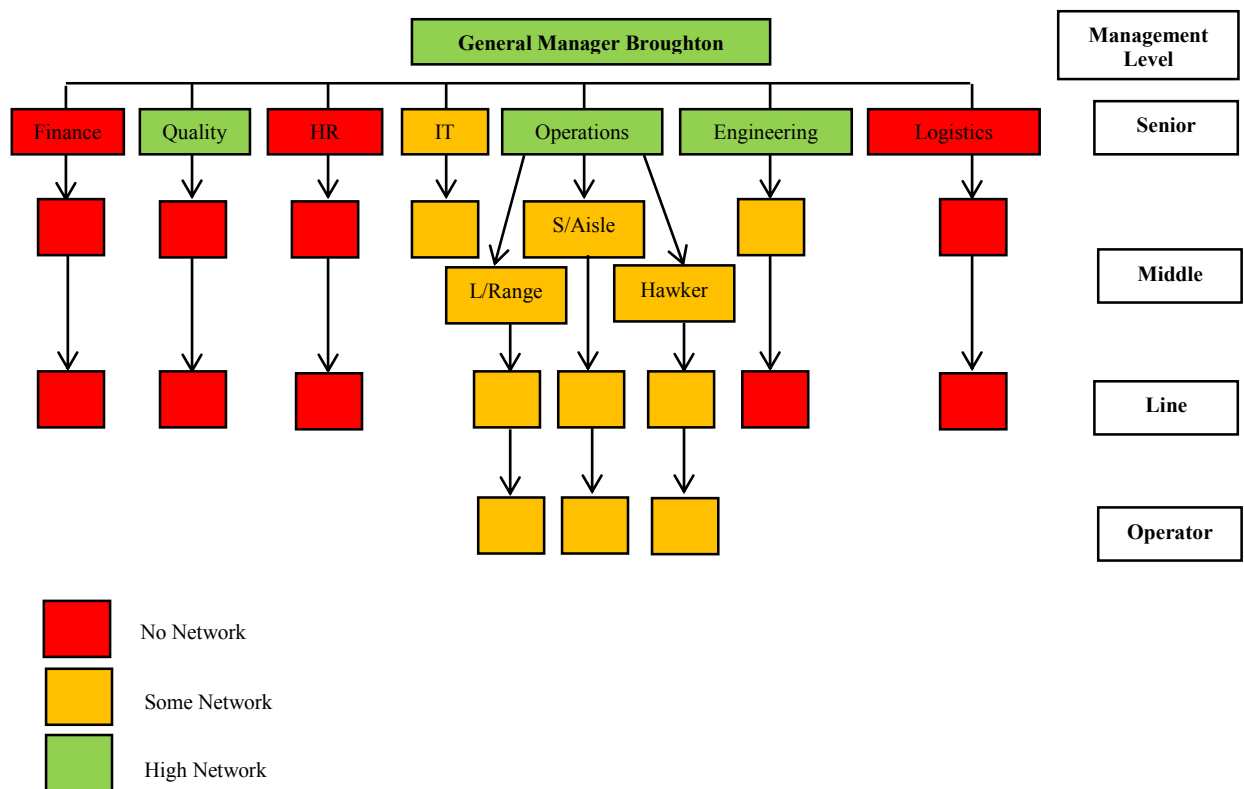 General Manager Broughton
Management
Level
Finance
Quality
HR
IT
Operations
Engineering
Logistics
Senior
S/Aisle
L/Range
Hawker
Middle
Line
Operator
No Network
Some Network
High Network